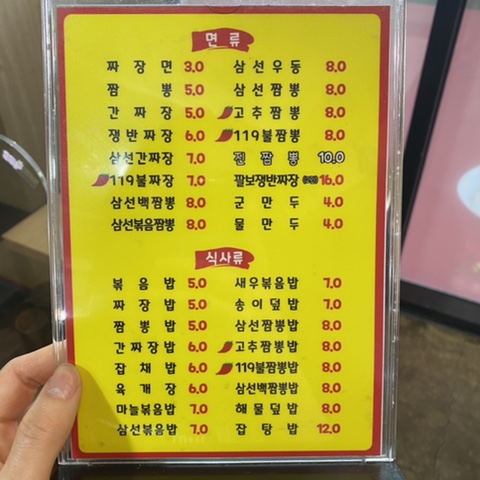 면 류
짜 장 면 3.0 삼 선 우 동 8.0
짬 뽕 5.0 삼 선 짬 뽕 8.0
간 짜 장 5.0 고 추 짬 뽕 8.0
쟁반짜장 6.0 119불짬뽕 8.0
삼선간짜장 7.0 전 짬 뽕 10.0
119불짜장 7.0 팔보쟁반짜장 16.0
삼선백짬뽕 8.0 군 만 두 4.0
삼선볶음짬뽕 8.0 물 만 두 4.0
식사류
볶 음 밥 5.0 새우볶음밥 7.0
짜 장 밥 5.0 송 이 덮 밥 7.0
짬 뽕 밥 5.0 삼선짬뽕밥 8.0
간 짜 장 밥 6.0 고추짬뽕밥 8.0
잡 채 밥 6.0 119불짬뽕밥 8.0
육 개 장 6.0 삼선백짬뽕밥 8.0
마늘볶음밥 7.0 해 물 덮 밥 8.0
삼선볶음밥 7.0 잡 탕 밥 12.0